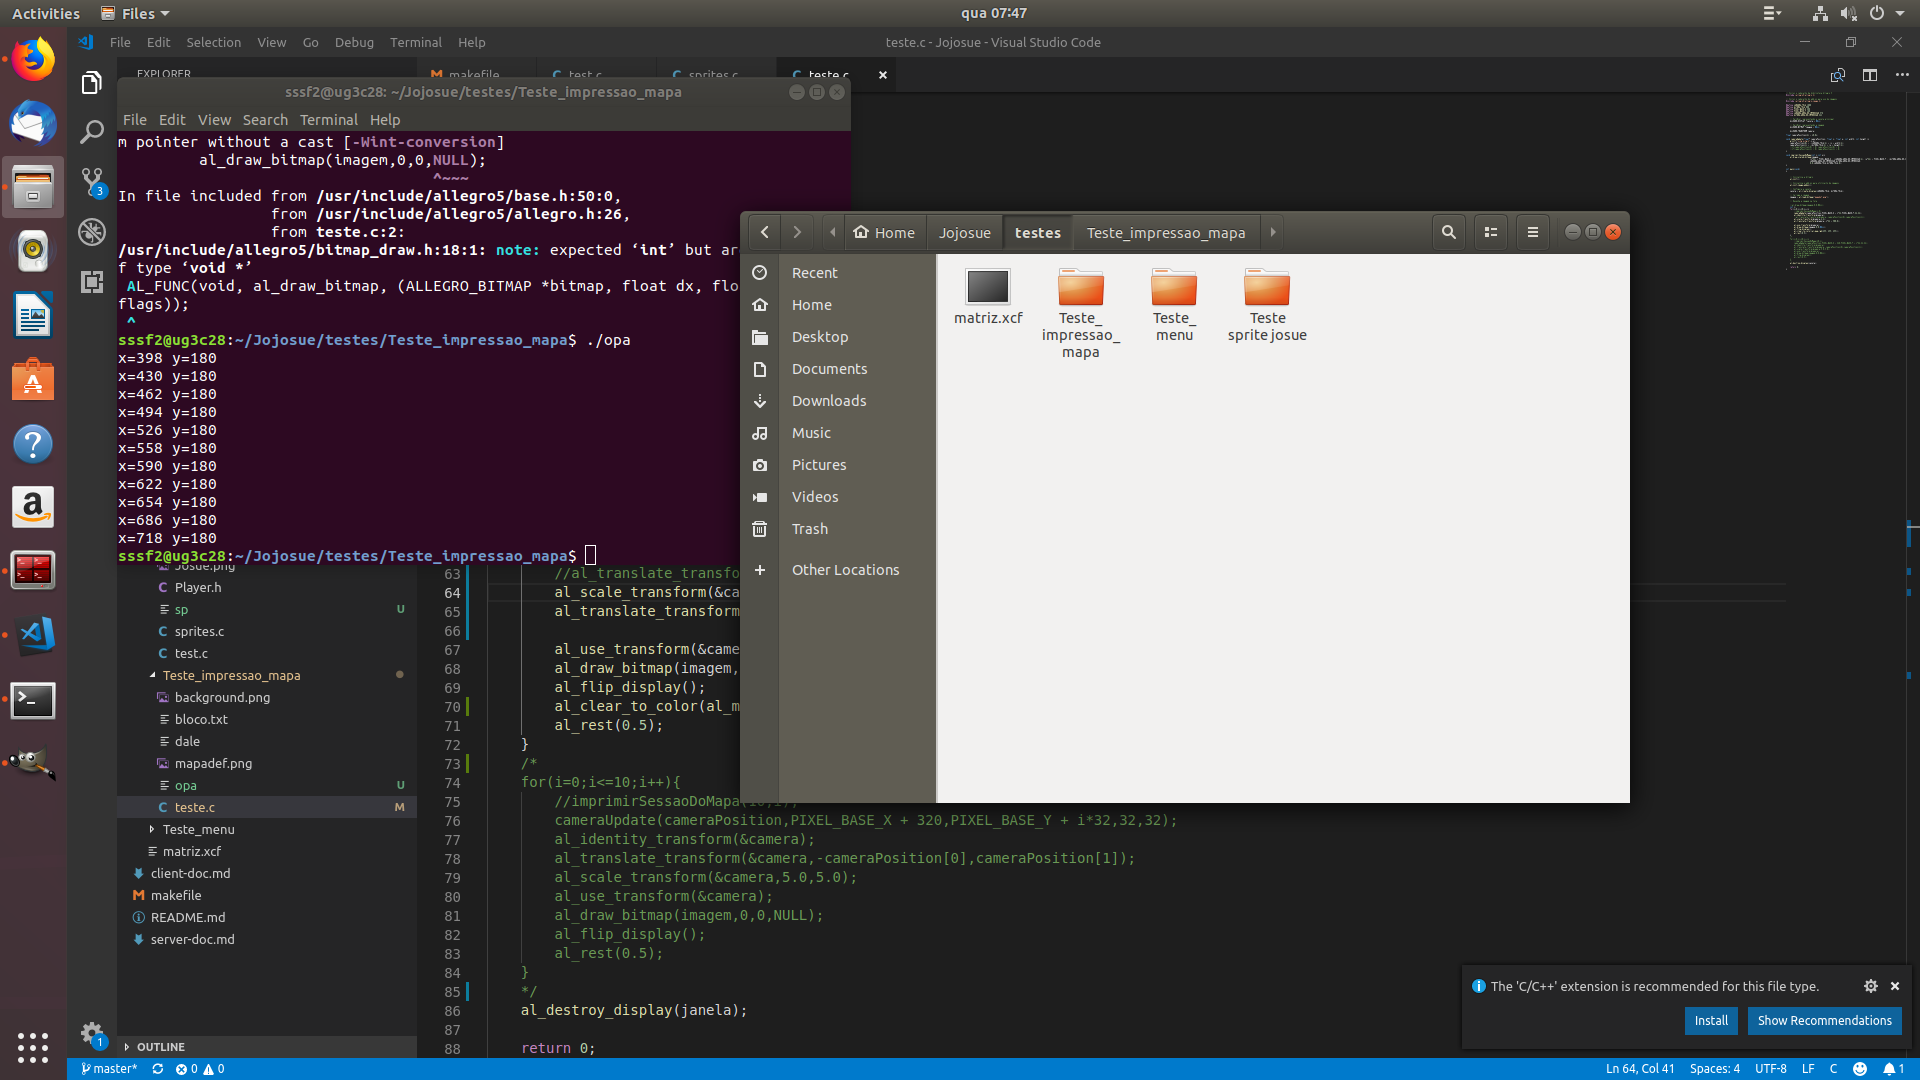 Activities
Files
qua 07:47
File Edit Selection View Go Debug Terminal Help
teste.c - Jojosue - Visual Studio Code
EXPLORER
makefile
test.c
sprites.c
teste.c
sssf2@ug3c28: ~/Jojosue/testes/Teste_impressao_mapa
File Edit View Search Terminal Help
m pointer without a cast [-Wint-conversion]
al_draw_bitmap(imagem,0,0,NULL);
^~~~
In file included from /usr/include/allegro5/base.h:50:0,
from /usr/include/allegro5/allegro.h:26,
from teste.c:2:
/usr/include/allegro5/bitmap_draw.h:18:1: note: expected ‘int’ but ar
f type ‘void *’
AL_FUNC(void, al_draw_bitmap, (ALLEGRO_BITMAP *bitmap, float dx, flo
flags));
^
sssf2@ug3c28:~/Jojosue/testes/Teste_impressao_mapa$ ./opa
x=398 y=180
x=430 y=180
x=462 y=180
x=494 y=180
x=526 y=180
x=558 y=180
x=590 y=180
x=622 y=180
x=654 y=180
x=686 y=180
x=718 y=180
sssf2@ug3c28:~/Jojosue/testes/Teste_impressao_mapa$
Home
Jojosue
testes
Teste_impressao_mapa
Recent
Home
Desktop
Documents
Downloads
Music
Pictures
Videos
Trash
Other Locations
matriz.xcf
Teste_
impressao_
mapa
Teste_
menu
Teste
sprite josue
3
Josue.png
Player.h
sp U
sprites.c
test.c
Teste_impressao_mapa
background.png
bloco.txt
dale
mapadef.png
opa U
teste.c M
Teste_menu
matriz.xcf
client-doc.md
makefile
README.md
server-doc.md
OUTLINE
1
63 //al_translate_transfo
64 al_scale_transform(&ca
65 al_translate_transform
66
67 al_use_transform(&came
68 al_draw_bitmap(imagem,
69 al_flip_display();
70 al_clear_to_color(al_m
71 al_rest(0.5);
72 }
73 /*
74 for(i=0;i<=10;i++){
75 //imprimirSessaoDoMapa(10,i);
76 cameraUpdate(cameraPosition,PIXEL_BASE_X + 320,PIXEL_BASE_Y + i*32,32,32);
77 al_identity_transform(&camera);
78 al_translate_transform(&camera,-cameraPosition[0],cameraPosition[1]);
79 al_scale_transform(&camera,5.0,5.0);
80 al_use_transform(&camera);
81 al_draw_bitmap(imagem,0,0,NULL);
82 al_flip_display();
83 al_rest(0.5);
84 }
85 */
86 al_destroy_display(janela);
87
88 return 0;
The 'C/C++' extension is recommended for this file type.
Install
Show Recommendations
master* 0 0
Ln 64, Col 41 Spaces: 4 UTF-8 LF C 1